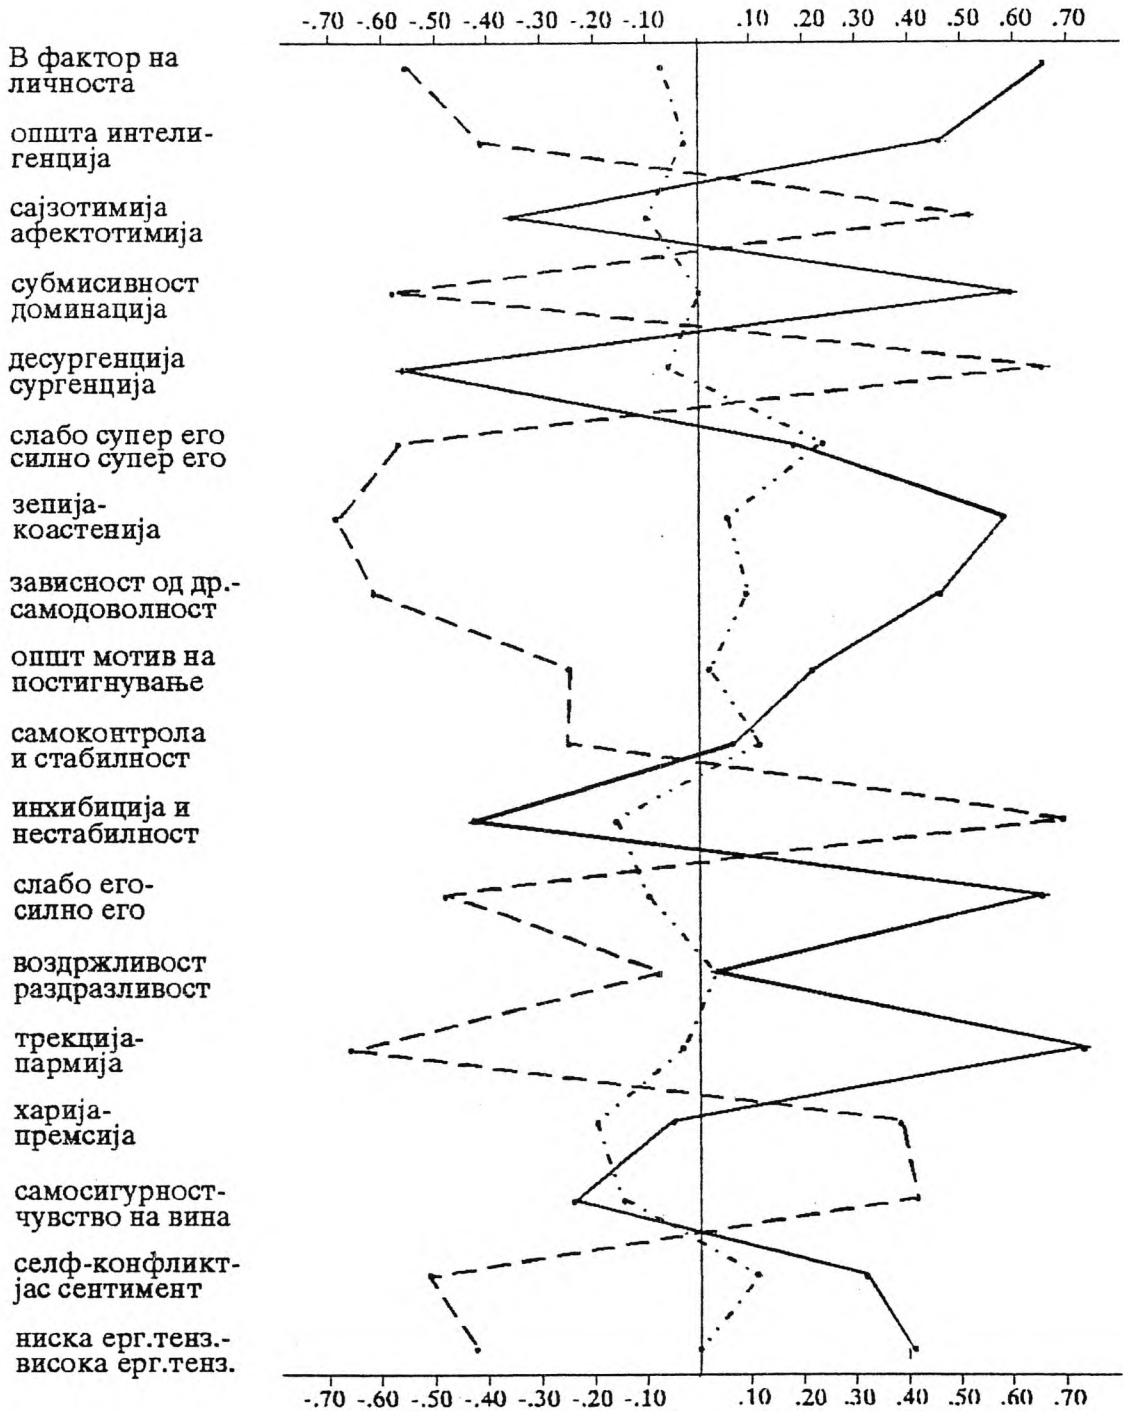 -.70 -.60 -.50 -.40 -.30 -.20 -.10 .10 .20 .30 .40 .50 .60 .70
В фактор на
личноста
општа интели-
генција
сајзотимија
афектотимија
субмисивност
доминација
десургенција
сургенција
слабо супер его
силно супер его
зепија-
коастенија
зависност од др.-
самодоволност
општ мотив на
постигнување
самоконтрола
и стабилност
инхибиција и
нестабилност
слабо его-
силно его
воздржливост
раздразливост
трекција-
пармија
харија-
премсија
самосигурност-
чувство на вина
селф-конфликт-
јас сентимент
ниска ерг.тенз.-
висока ерг.тенз.
-.70 -.60 -.50 -.40 -.30 -.20 -.10 .10 .20 .30 .40 .50 .60 .70